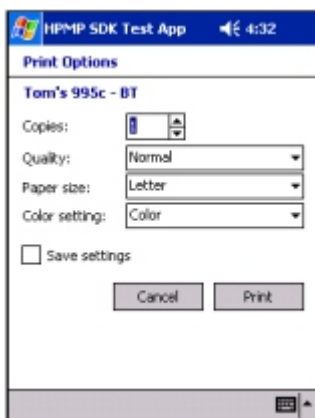 HPMP SDK Test App 4:32
Print Options
Tom's 995c - BT
Copies: 1
Quality: Normal
Paper size: Letter
Color setting: Color
Save settings
Cancel Print